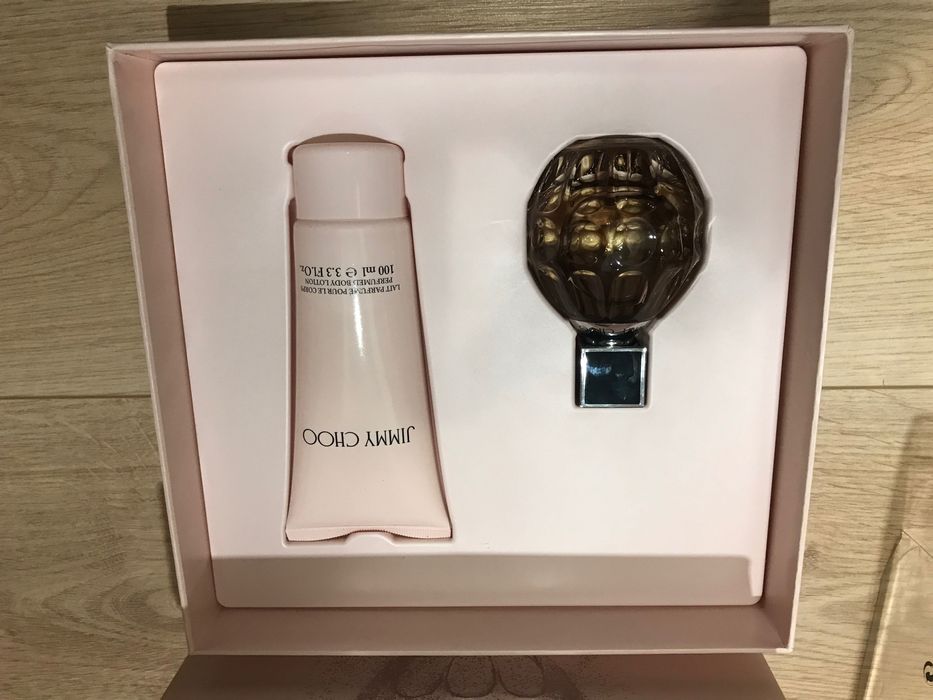 JIMMY CHOO
LAIT PARFUMÉ POUR LE CORPS
PERFUMED BODY LOTION
100 ml ℮ 3.3 FL.Oz.